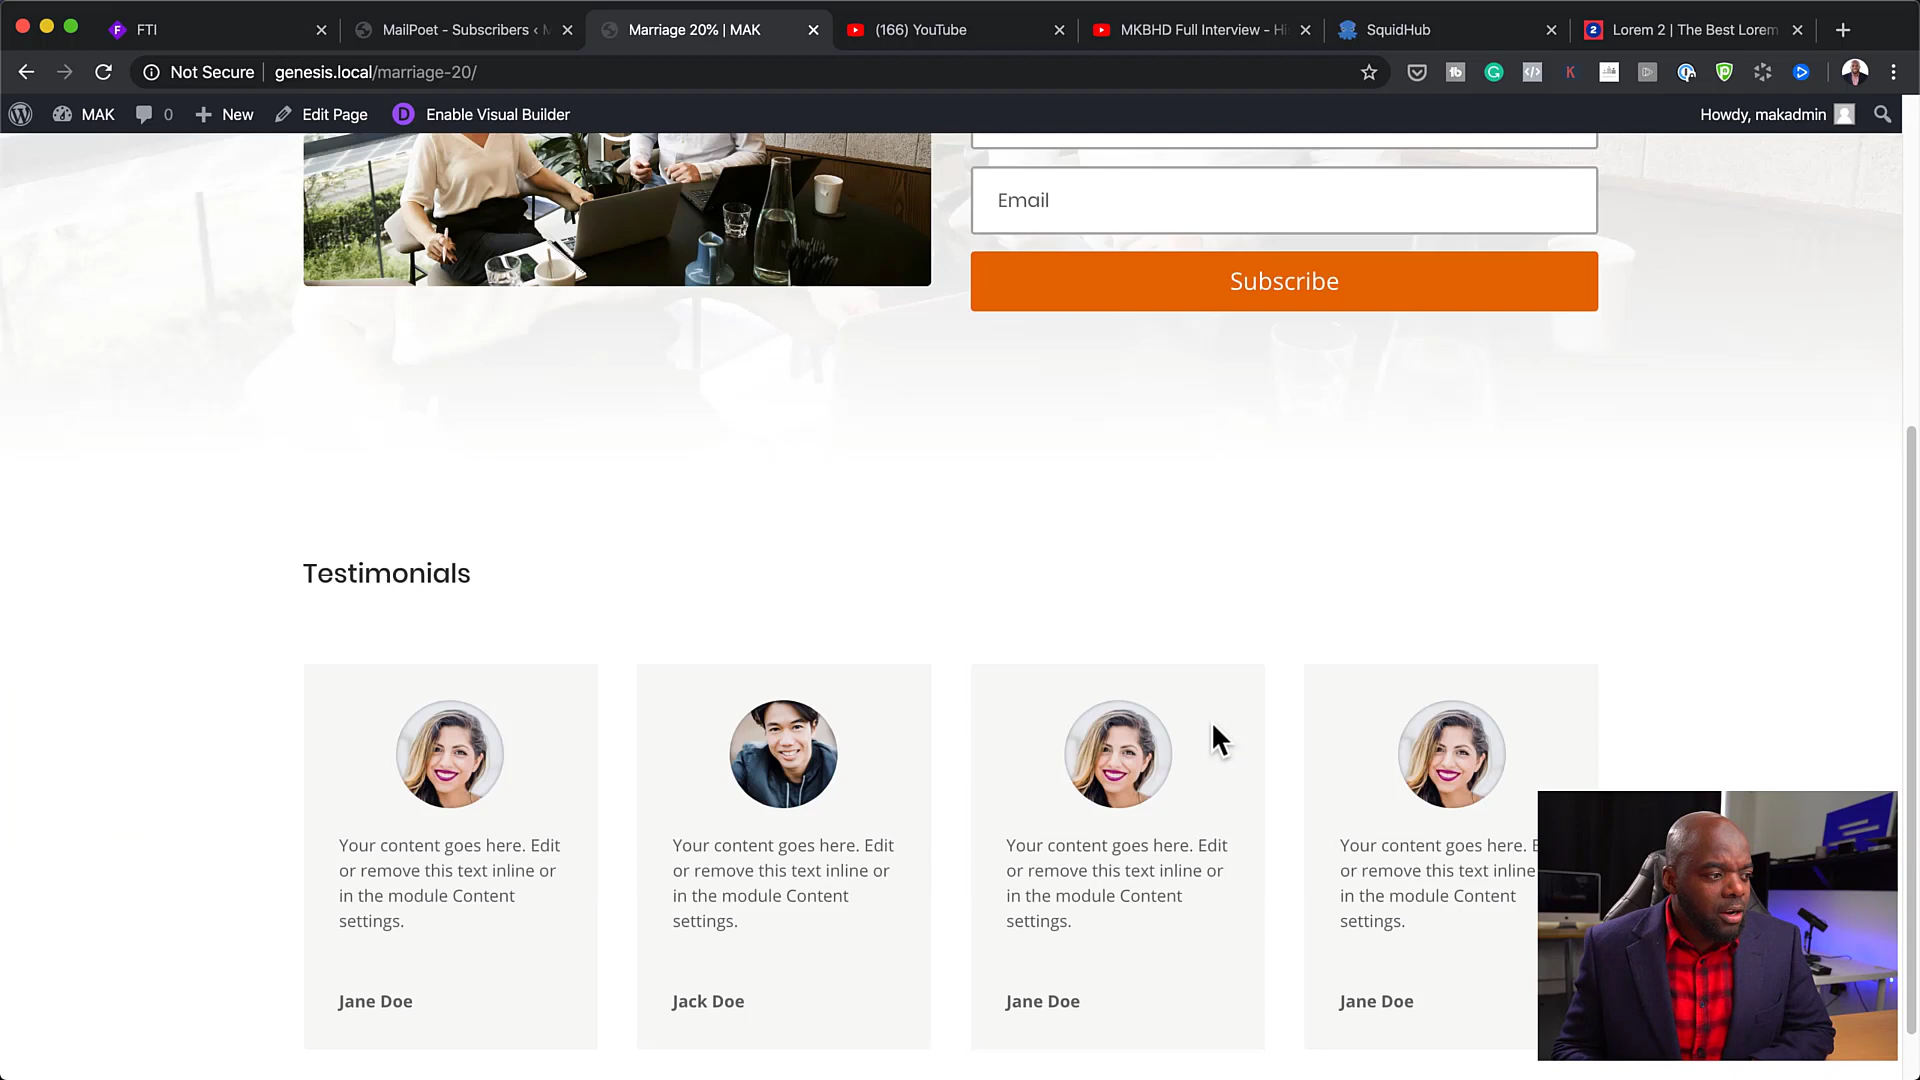 FTI
MailPoet - Subscribers ‹
Marriage 20% | MAK
(166) YouTube
MKBHD Full Interview -
SquidHub
Lorem 2 | The Best Lorem
Not Secure
genesis.local/marriage-20/
MAK
0
New
Edit Page
D
Enable Visual Builder
Howdy, makadmin
Email
Subscribe
Testimonials
Your content goes here. Edit
or remove this text inline or
in the module Content
settings.
Jane Doe
Your content goes here. Edit
or remove this text inline or
in the module Content
settings.
Jack Doe
Your content goes here. Edit
or remove this text inline or
in the module Content
settings.
Jane Doe
Your content goes here.
or remove this text inline
in the module Content
settings.
Jane Doe